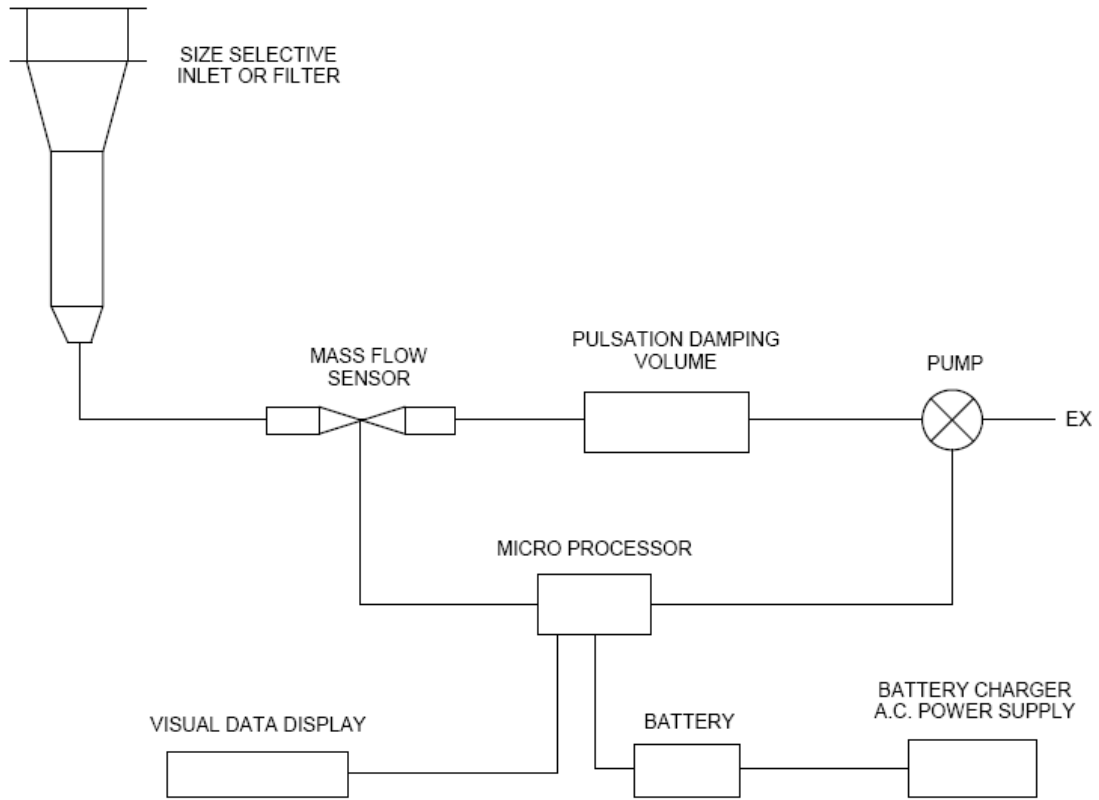 SIZE SELECTIVE
INLET OR FILTER
MASS FLOW
SENSOR
PULSATION DAMPING
VOLUME
PUMP
EX
MICRO PROCESSOR
VISUAL DATA DISPLAY
BATTERY
BATTERY CHARGER
A.C. POWER SUPPLY